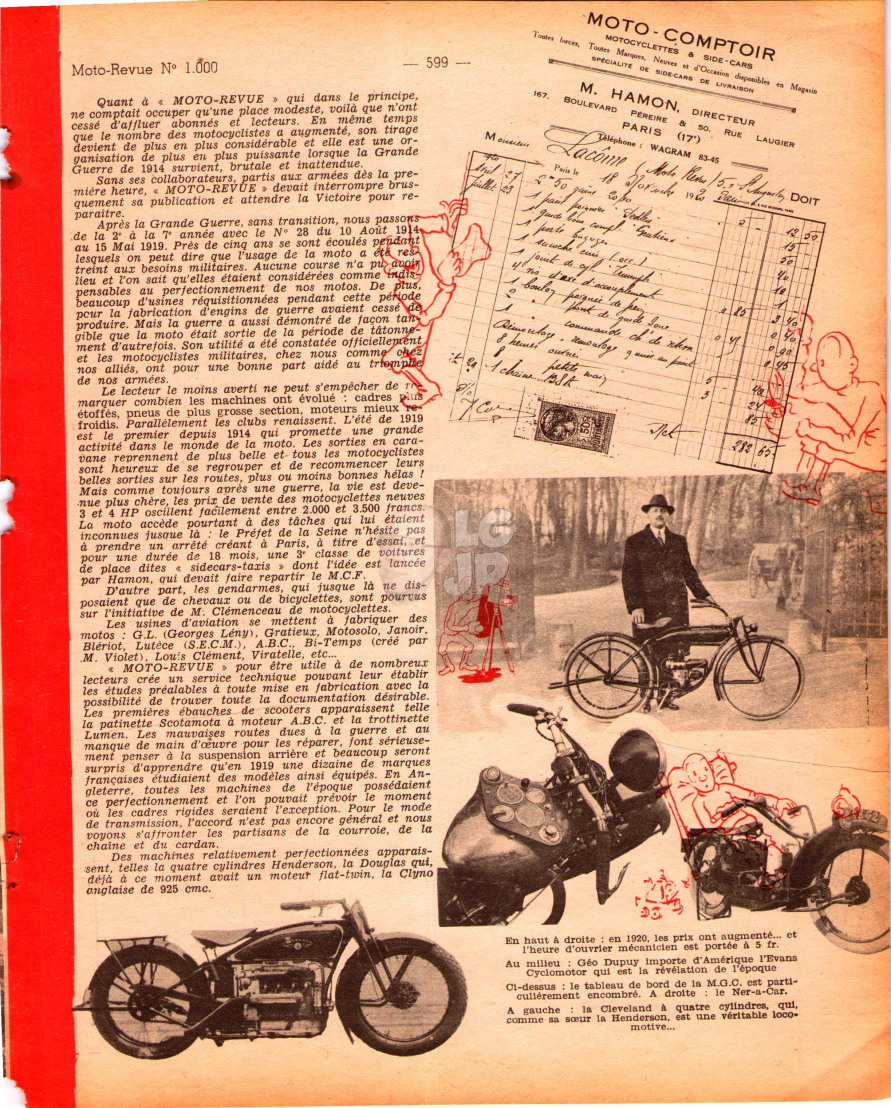 Moto-Revue N° 1.000
— 599 —
Quant à « MOTO-REVUE » qui dans le principe,
ne comptait occuper qu'une place modeste, voilà que n'ont
cessé d'affluer abonnés et lecteurs. En même temps
que le nombre des motocyclistes a augmenté, son tirage
devient de plus en plus considérable et elle est une or-
ganisation de plus en plus puissante lorsque la Grande
Guerre de 1914 survient, brutale et inattendue.
Sans ses collaborateurs, partis aux armées dès la pre-
mière heure, « MOTO-REVUE » devait interrompre brus-
quement sa publication et attendre la Victoire pour re-
paraître.
Après la Grande Guerre, sans transition, nous passons
de la 2e à la 7e année avec le N° 28 du 10 Août 1914
au 15 Mai 1919. Près de cinq ans se sont écoulés pendant
lesquels on peut dire que l'usage de la moto a été res-
treint aux besoins militaires. Aucune course n'a pu avoir
lieu et l'on sait qu'elles étaient considérées comme indis-
pensables au perfectionnement de nos motos. De plus,
beaucoup d'usines réquisitionnées pendant cette période
pour la fabrication d'engins de guerre avaient cessé de
produire. Mais la guerre a aussi démontré de façon tan-
gible que la moto était sortie de la période de tâtonne-
ment d'autrefois. Son utilité a été constatée officiellement
et les motocyclistes militaires, chez nous comme chez
nos alliés, ont pour une bonne part aidé au triomphe
de nos armées.
Le lecteur le moins averti ne peut s'empêcher de re-
marquer combien les machines ont évolué : cadres plus
étoffés, pneus de plus grosse section, moteurs mieux re-
froidis. Parallèlement les clubs renaissent. L'été de 1919
est le premier depuis 1914 qui promette une grande
activité dans le monde de la moto. Les sorties en cara-
vane reprennent de plus belle et tous les motocyclistes
sont heureux de se regrouper et de recommencer leurs
belles sorties sur les routes, plus ou moins bonnes hélas !
Mais comme toujours après une guerre, la vie est deve-
nue plus chère, les prix de vente des motocyclettes neuves
3 et 4 HP oscillent facilement entre 2.000 et 3.500 francs.
La moto accède pourtant à des tâches qui lui étaient
inconnues jusque là : le Préfet de la Seine n'hésite pas
à prendre un arrêté créant à Paris, à titre d'essai, et
pour une durée de 18 mois, une 3e classe de voitures
de place dites « sidecars-taxis » dont l'idée est lancée
par Hamon, qui devait faire repartir le M.C.F.
D'autre part, les gendarmes, qui jusque là ne dis-
posaient que de chevaux ou de bicyclettes, sont pourvus
sur l'initiative de M. Clémenceau de motocyclettes.
Les usines d'aviation se mettent à fabriquer des
motos : G.L. (Georges Lény), Gratieux, Motosolo, Janoir,
Blériot, Lutèce (S.E.C.M.), A.B.C., Bi-Temps (créé par
M. Violet), Louis Clément, Viratelle, etc...
« MOTO-REVUE » pour être utile à de nombreux
lecteurs crée un service technique pouvant leur établir
les études préalables à toute mise en fabrication avec la
possibilité de trouver toute la documentation désirable.
Les premières ébauches de scooters apparaissent telle
la patinette Scotamota à moteur A.B.C. et la trottinette
Lumen. Les mauvaises routes dues à la guerre et au
manque de main d'œuvre pour les réparer, font sérieuse-
ment penser à la suspension arrière et beaucoup seront
surpris d'apprendre qu'en 1919 une dizaine de marques
françaises étudiaient des modèles ainsi équipés. En An-
gleterre, toutes les machines de l'époque possédaient
ce perfectionnement et l'on pouvait prévoir le moment
où les cadres rigides seraient l'exception. Pour le mode
de transmission, l'accord n'est pas encore général et nous
voyons s'affronter les partisans de la courroie, de la
chaîne et du cardan.
Des machines relativement perfectionnées apparais-
sent, telles la quatre cylindres Henderson, la Douglas qui,
déjà à ce moment avait un moteur flat-twin, la Clyno
anglaise de 925 cmc.
MOTO-COMPTOIR
MOTOCYCLETTES & SIDE-CARS
Toutes forces, Toutes Marques, Neuves et d'Occasion disponibles en Magasin
SPÉCIALITÉ DE SIDE-CARS DE LIVRAISON
M. HAMON, DIRECTEUR
167, BOULEVARD PÉREIRE & 50, RUE LAUGIER
PARIS (17e)
Téléphone : WAGRAM 83-45
Monsieur Lacome DOIT
Paris le 18
50
15
50
40
282 65
LG
JP
En haut à droite : en 1920, les prix ont augmenté... et
l'heure d'ouvrier mécanicien est portée à 5 fr.
Au milieu : Géo Dupuy importe d'Amérique l'Evans
Cyclomotor qui est la révélation de l'époque
Ci-dessus : le tableau de bord de la M.G.C. est parti-
culièrement encombré. A droite : le Ner-a-Car.
A gauche : la Cleveland à quatre cylindres, qui,
comme sa sœur la Henderson, est une véritable loco-
motive...